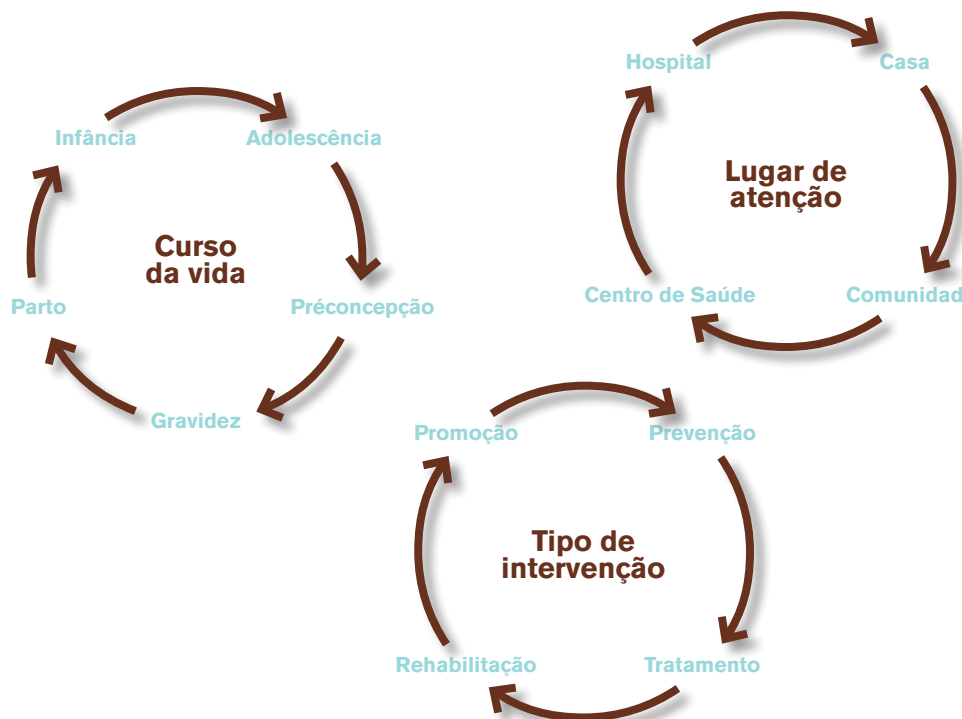 Curso
da vida
Infância
Adolescência
Préconcepção
Gravidez
Parto
Lugar de
atenção
Hospital
Casa
Comunidad
Centro de Saúde
Tipo de
intervenção
Promoção
Prevenção
Tratamento
Rehabilitação